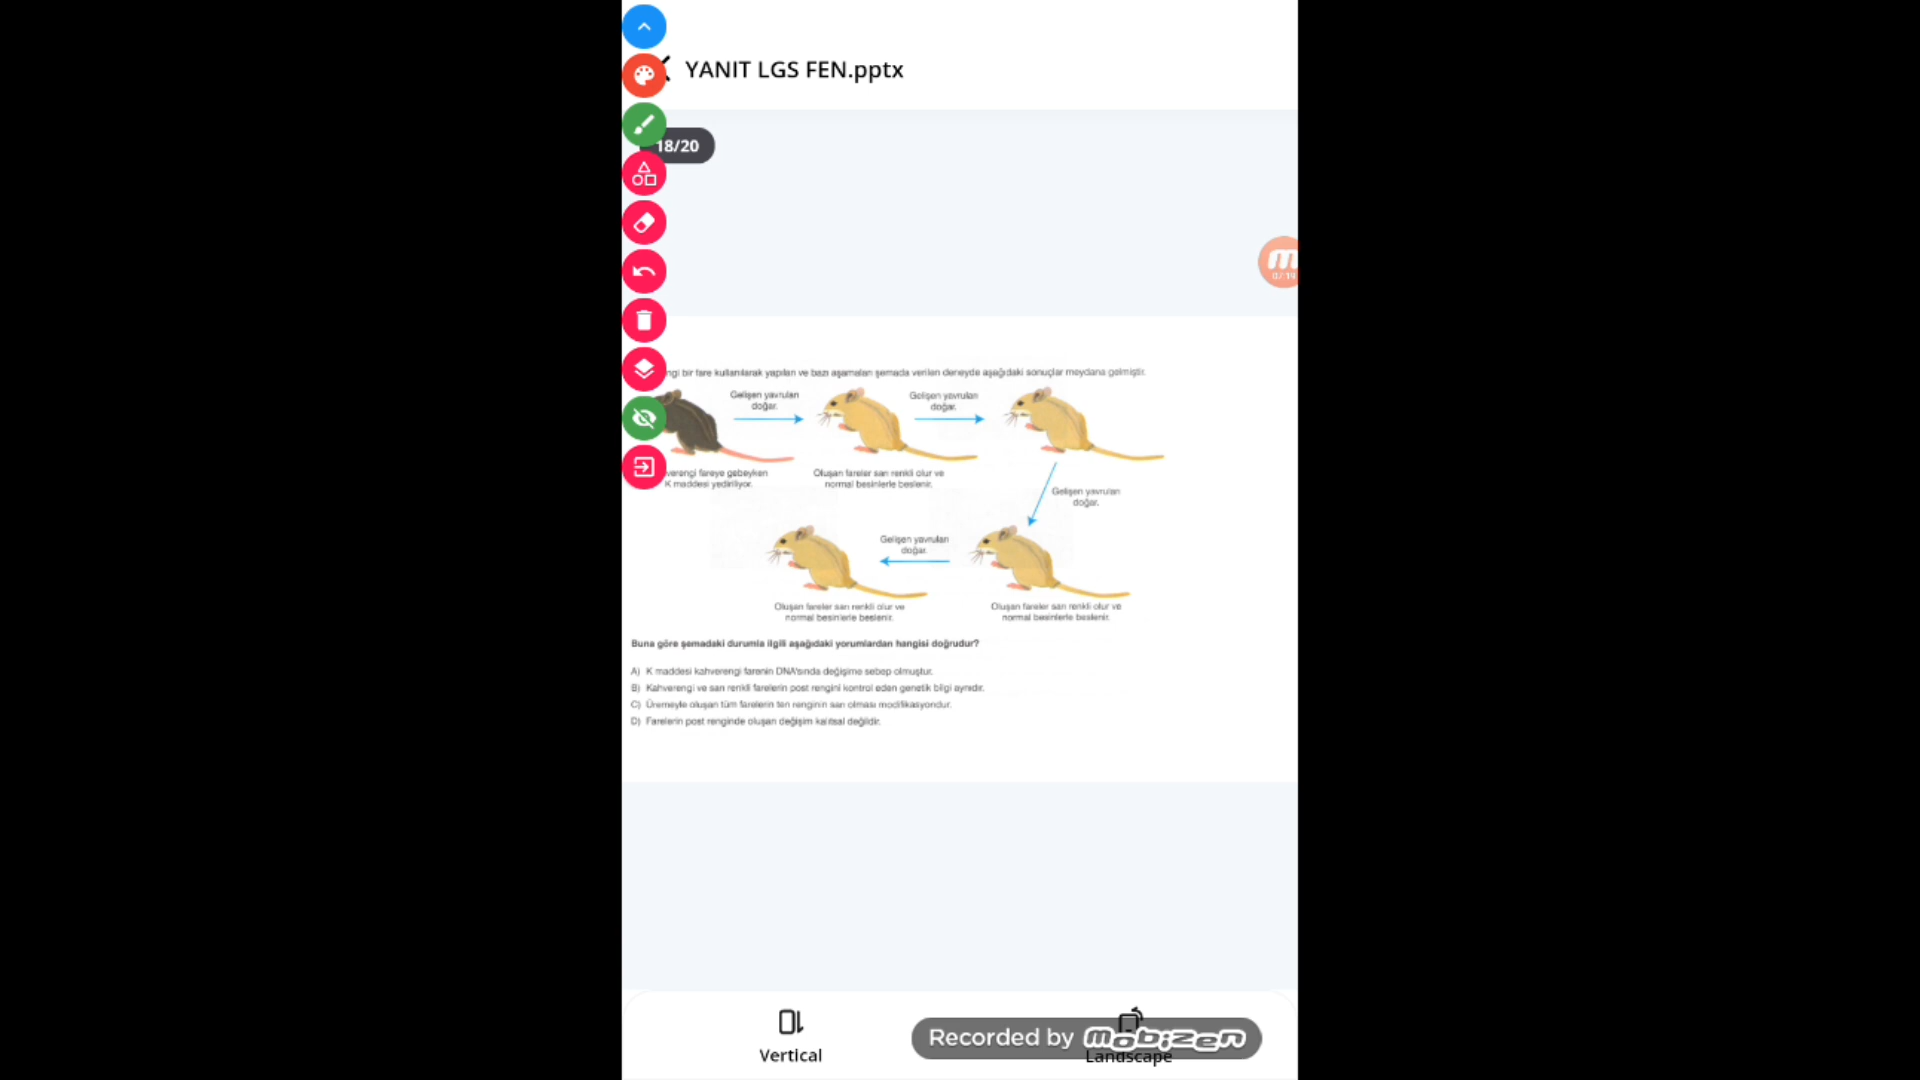 YANIT LGS FEN.pptx
18/20
ngi bir fare kullanılarak yapılan ve bazı aşamaları şemada verilen deneyde aşağıdaki sonuçlar meydana gelmiştir.
Gelişen yavruları
doğar.
Gelişen yavruları
doğar.
verengi fareye gebeyken
K maddesi yediriliyor.
Oluşan fareler sarı renkli olur ve
normal besinlerle beslenir.
Gelişen yavruları
doğar.
Gelişen yavruları
doğar.
Oluşan fareler sarı renkli olur ve
normal besinlerle beslenir.
Oluşan fareler sarı renkli olur ve
normal besinlerle beslenir.
Buna göre şemadaki durumla ilgili aşağıdaki yorumlardan hangisi doğrudur?
A) K maddesi kahverengi farenin DNA'sında değişime sebep olmuştur.
B) Kahverengi ve sarı renkli farelerin post rengini kontrol eden genetik bilgi aynıdır.
C) Üremeyle oluşan tüm farelerin ten renginin sarı olması modifikasyondur.
D) Farelerin post renginde oluşan değişim kalıtsal değildir.
Vertical
Landscape
Recorded by mobizen